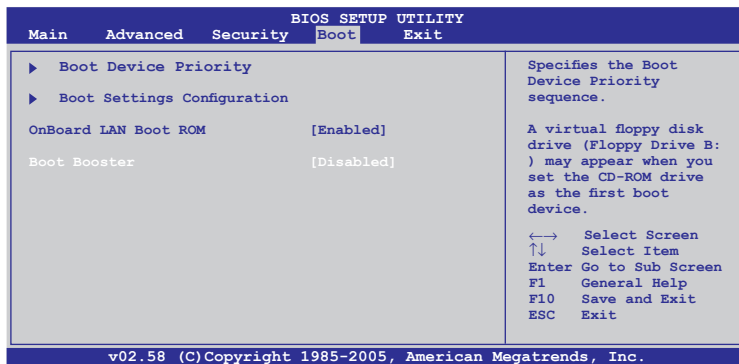 BIOS SETUP UTILITY
Main Advanced Security Boot Exit
Boot Device Priority
Boot Settings Configuration
OnBoard LAN Boot ROM [Enabled]
Boot Booster [Disabled]
Specifies the Boot
Device Priority
sequence.
A virtual floppy disk
drive (Floppy Drive B:
) may appear when you
set the CD-ROM drive
as the first boot
device.
←→ Select Screen
↑↓ Select Item
Enter Go to Sub Screen
F1 General Help
F10 Save and Exit
ESC Exit
v02.58 (C)Copyright 1985-2005, American Megatrends, Inc.